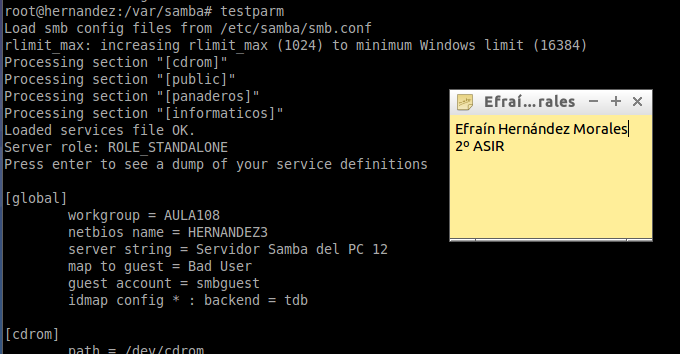 root@hernandez:/var/samba# testparm
Load smb config files from /etc/samba/smb.conf
rlimit_max: increasing rlimit_max (1024) to minimum Windows limit (16384)
Processing section "[cdrom]"
Processing section "[public]"
Processing section "[panaderos]"
Processing section "[informaticos]"
Loaded services file OK.
Server role: ROLE_STANDALONE
Press enter to see a dump of your service definitions
[global]
workgroup = AULA108
netbios name = HERNANDEZ3
server string = Servidor Samba del PC 12
map to guest = Bad User
guest account = smbguest
idmap config * : backend = tdb
[cdrom]
path = /dev/cdrom
Efraí...rales
Efraín Hernández Morales
2º ASIR